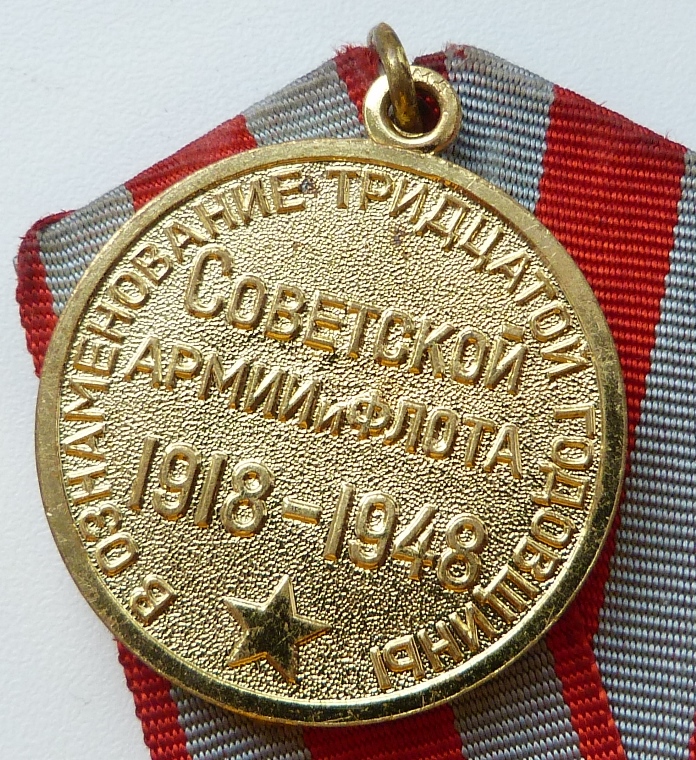 В ОЗНАМЕНОВАНИЕ ТРИДЦАТОЙ ГОДОВЩИНЫ
СОВЕТСКОЙ
АРМИИ и ФЛОТА
1918-1948